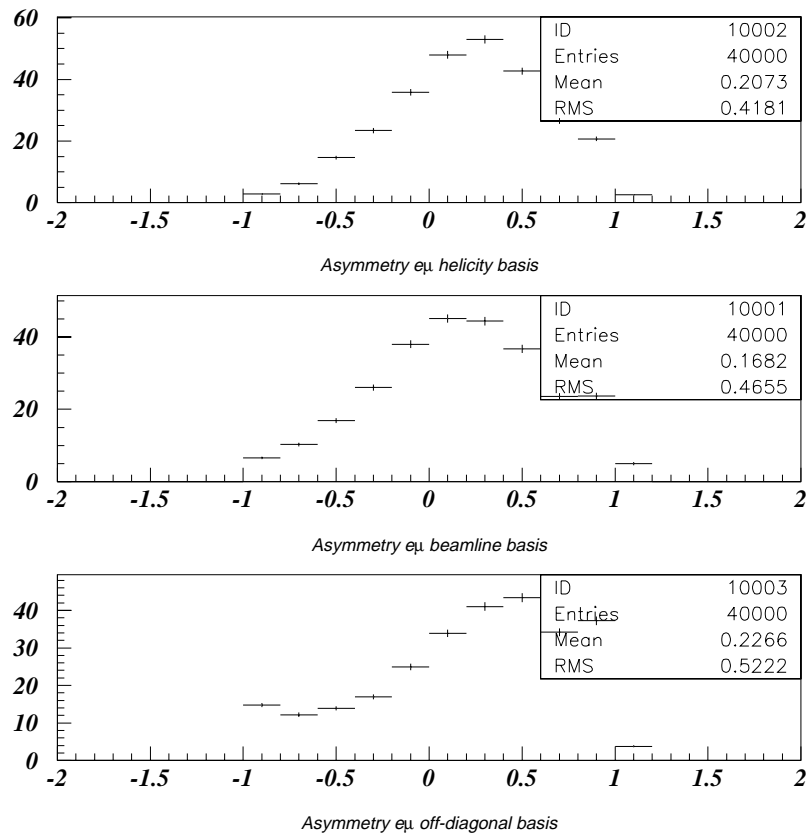 60
40
20
0
ID 10002
Entries 40000
Mean 0.2073
RMS 0.4181
-2 -1.5 -1 -0.5 0 0.5 1 1.5 2
Asymmetry eμ helicity basis
40
20
0
ID 10001
Entries 40000
Mean 0.1682
RMS 0.4655
-2 -1.5 -1 -0.5 0 0.5 1 1.5 2
Asymmetry eμ beamline basis
40
30
20
10
0
ID 10003
Entries 40000
Mean 0.2266
RMS 0.5222
-2 -1.5 -1 -0.5 0 0.5 1 1.5 2
Asymmetry eμ off-diagonal basis